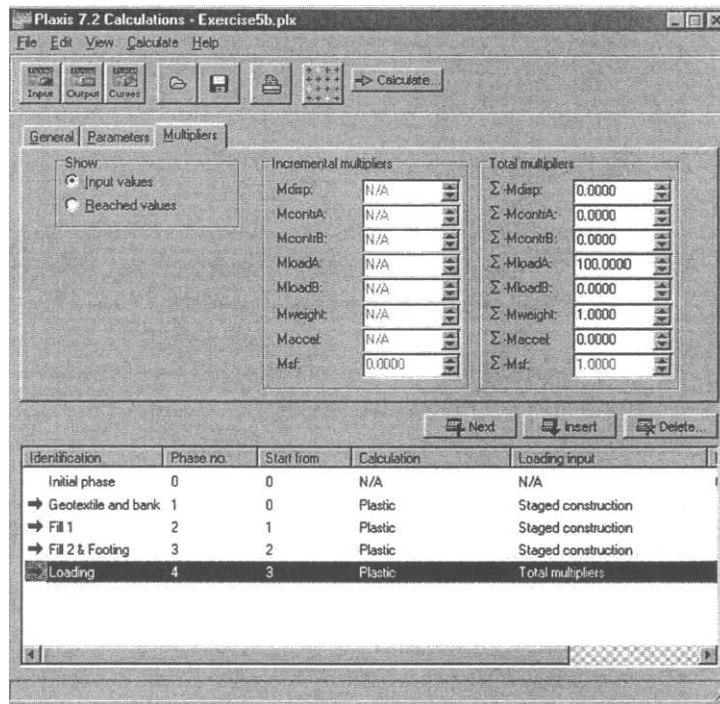 Plaxis 7.2 Calculations - Exercise5b.plx
File Edit View Calculate Help
Input Output Curves Calculate...
General Parameters Multipliers
Show
Input values
Reached values
Incremental multipliers
Mdisp: N/A
McontrA: N/A
McontrB: N/A
MloadA: N/A
MloadB: N/A
Mweight: N/A
Maccel: N/A
Msf: 0.0000
Total multipliers
Σ -Mdisp: 0.0000
Σ -McontrA: 0.0000
Σ -McontrB: 0.0000
Σ -MloadA: 100.0000
Σ -MloadB: 0.0000
Σ -Mweight: 1.0000
Σ -Maccel: 0.0000
Σ -Msf: 1.0000
Next Insert Delete...
Identification Phase no. Start from Calculation Loading input
Initial phase 0 0 N/A N/A
Geotextile and bank 1 0 Plastic Staged construction
Fill 1 2 1 Plastic Staged construction
Fill 2 & Footing 3 2 Plastic Staged construction
Loading 4 3 Plastic Total multipliers